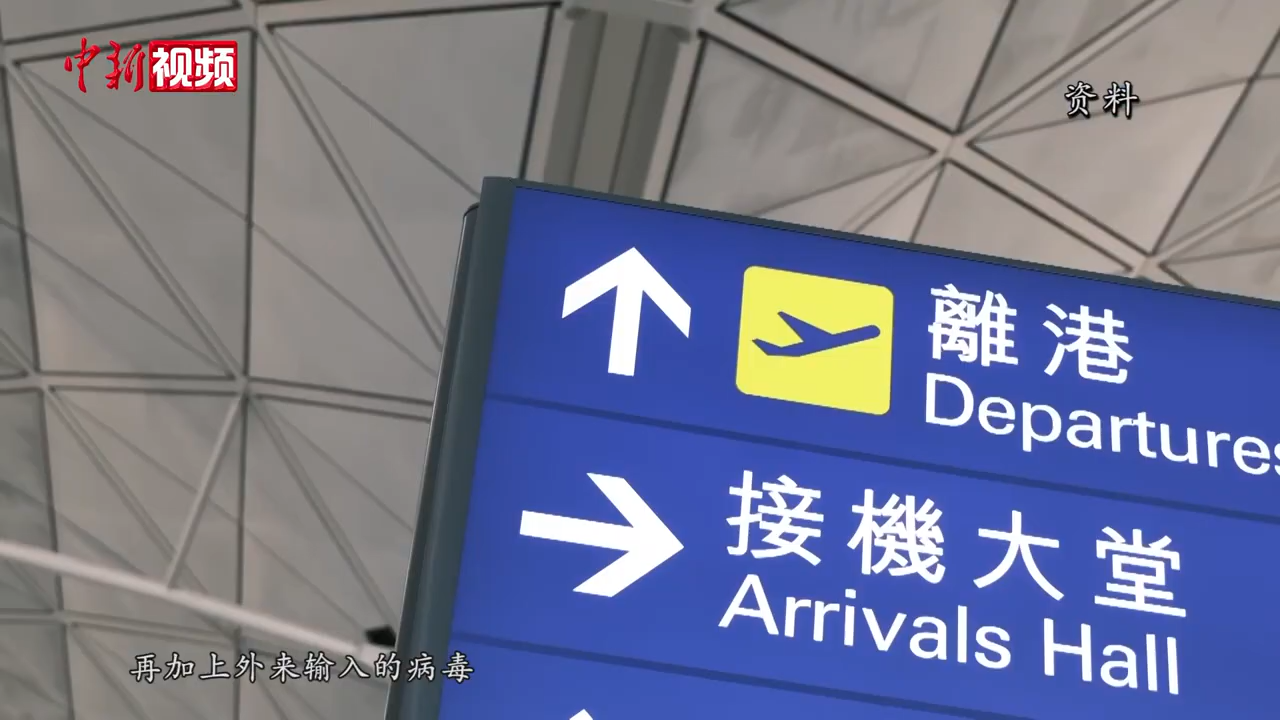 中新视频
资料
離港
Departures
接機大堂
Arrivals Hall
再加上外来输入的病毒